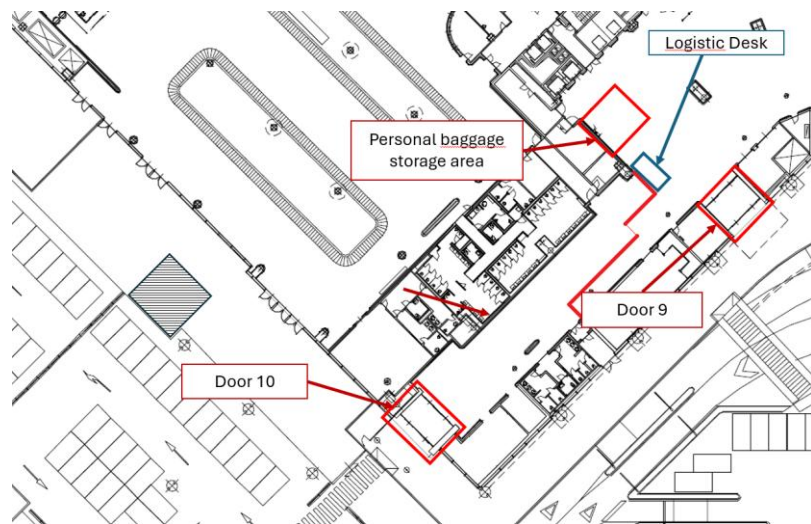 Logistic Desk
Personal baggage
storage area
Door 9
Door 10